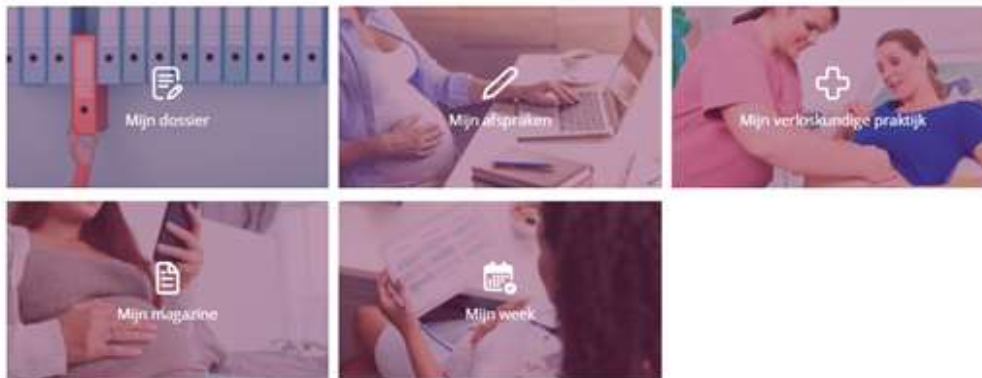 Mijn dossier
Mijn afspraken
Mijn verloskundige praktijk
Mijn magazine
Mijn week